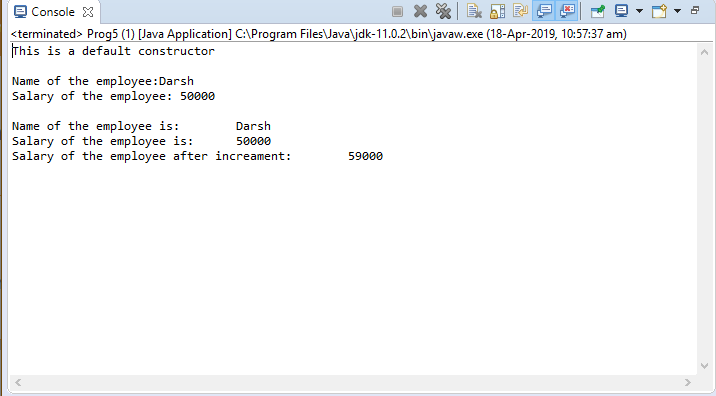 Console
<terminated> Prog5 (1) [Java Application] C:\Program Files\Java\jdk-11.0.2\bin\javaw.exe (18-Apr-2019, 10:57:37 am)
This is a default constructor
Name of the employee:Darsh
Salary of the employee: 50000
Name of the employee is: Darsh
Salary of the employee is: 50000
Salary of the employee after increament: 59000